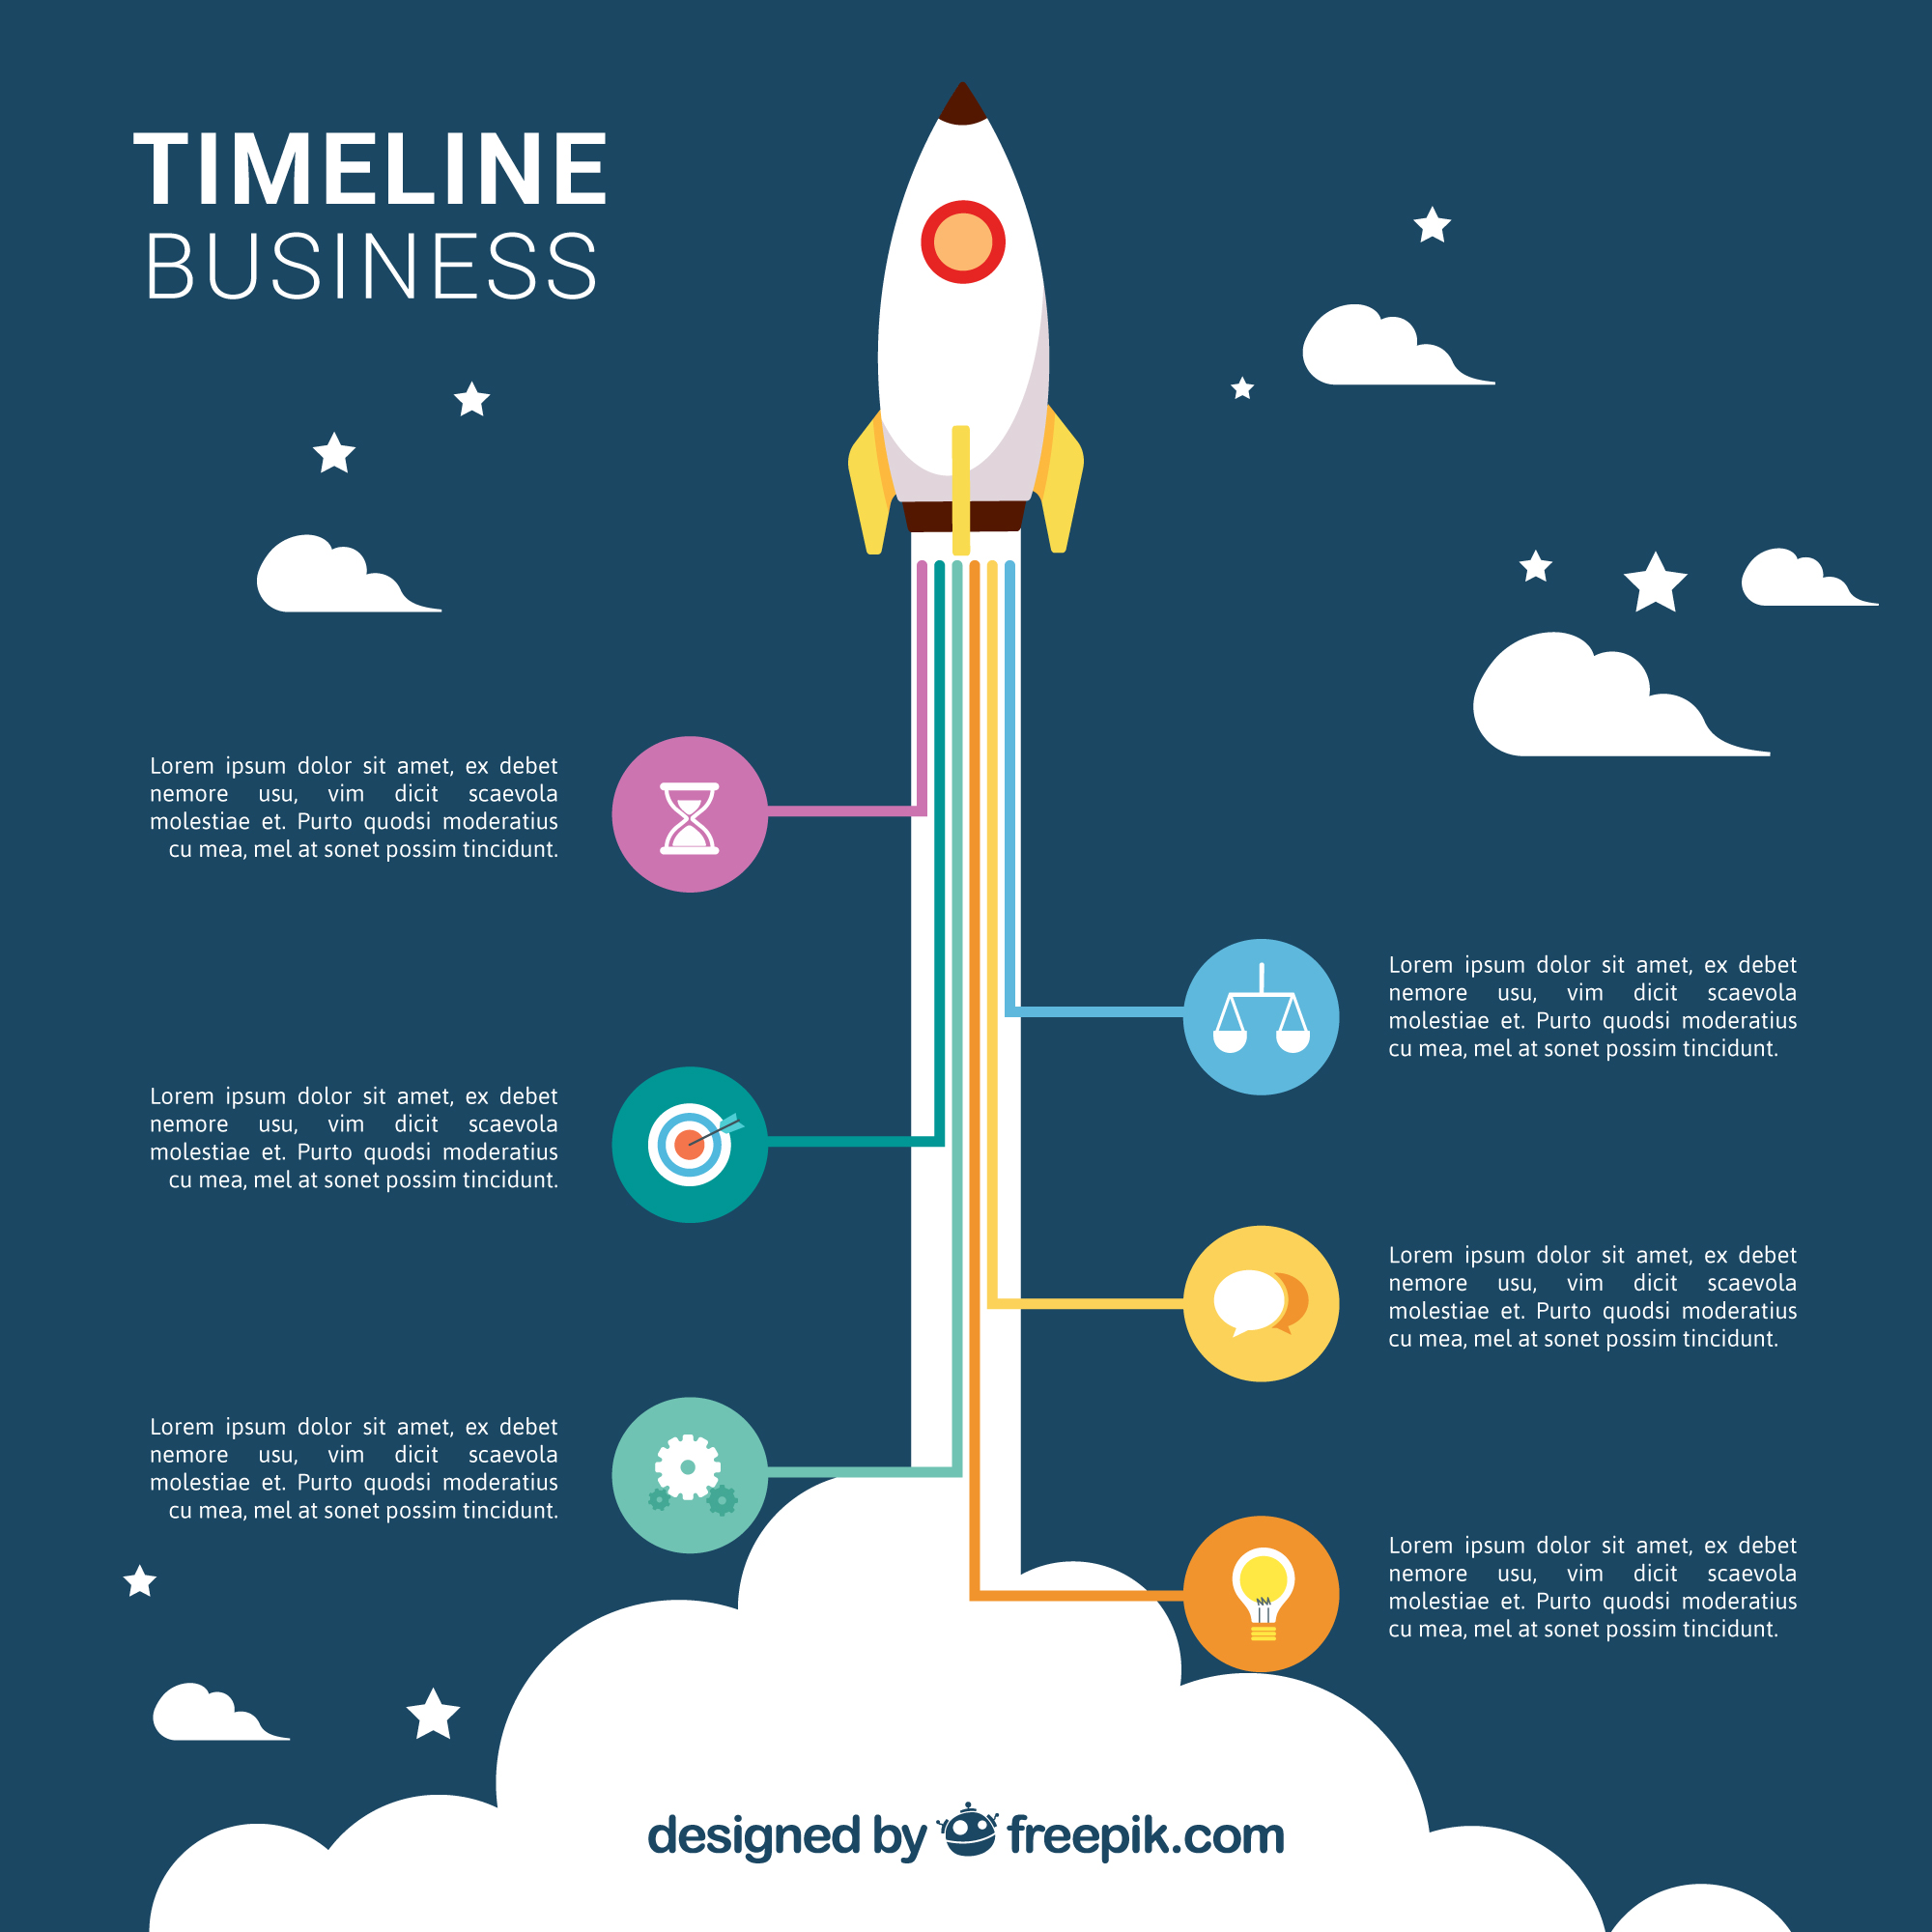 TIMELINE
BUSINESS
Lorem ipsum dolor sit amet, ex debet
nemore usu, vim dicit scaevola
molestiae et. Purto quodsi moderatius
cu mea, mel at sonet possim tincidunt.
Lorem ipsum dolor sit amet, ex debet
nemore usu, vim dicit scaevola
molestiae et. Purto quodsi moderatius
cu mea, mel at sonet possim tincidunt.
Lorem ipsum dolor sit amet, ex debet
nemore usu, vim dicit scaevola
molestiae et. Purto quodsi moderatius
cu mea, mel at sonet possim tincidunt.
Lorem ipsum dolor sit amet, ex debet
nemore usu, vim dicit scaevola
molestiae et. Purto quodsi moderatius
cu mea, mel at sonet possim tincidunt.
Lorem ipsum dolor sit amet, ex debet
nemore usu, vim dicit scaevola
molestiae et. Purto quodsi moderatius
cu mea, mel at sonet possim tincidunt.
Lorem ipsum dolor sit amet, ex debet
nemore usu, vim dicit scaevola
molestiae et. Purto quodsi moderatius
cu mea, mel at sonet possim tincidunt.
designed by freepik.com